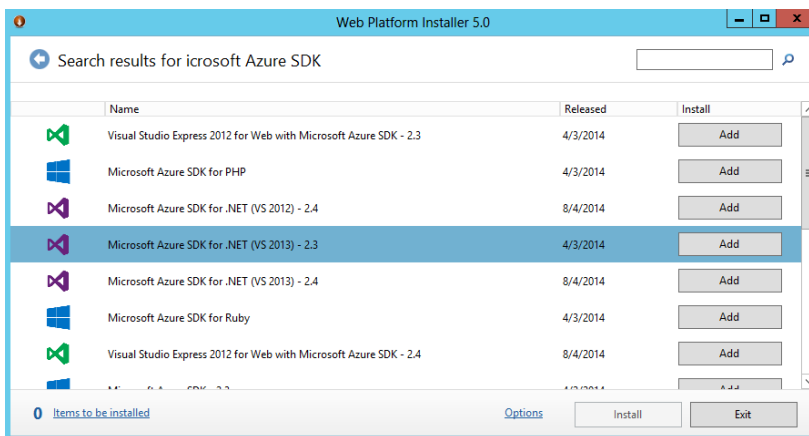 Web Platform Installer 5.0
Search results for icrosoft Azure SDK
Name Released Install
Visual Studio Express 2012 for Web with Microsoft Azure SDK - 2.3 4/3/2014 Add
Microsoft Azure SDK for PHP 4/3/2014 Add
Microsoft Azure SDK for .NET (VS 2012) - 2.4 8/4/2014 Add
Microsoft Azure SDK for .NET (VS 2013) - 2.3 4/3/2014 Add
Microsoft Azure SDK for .NET (VS 2013) - 2.4 8/4/2014 Add
Microsoft Azure SDK for Ruby 4/3/2014 Add
Visual Studio Express 2012 for Web with Microsoft Azure SDK - 2.4 8/4/2014 Add
0 Items to be installed Options Install Exit